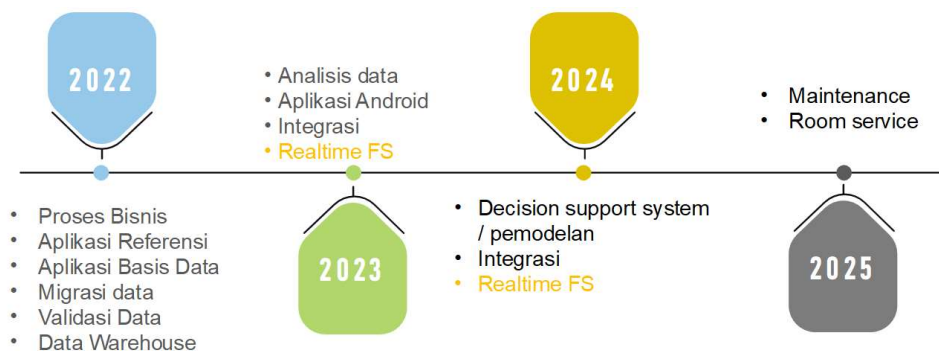 2022
• Proses Bisnis
• Aplikasi Referensi
• Aplikasi Basis Data
• Migrasi data
• Validasi Data
• Data Warehouse
• Analisis data
• Aplikasi Android
• Integrasi
• Realtime FS
2023
2024
• Decision support system
/ pemodelan
• Integrasi
• Realtime FS
• Maintenance
• Room service
2025